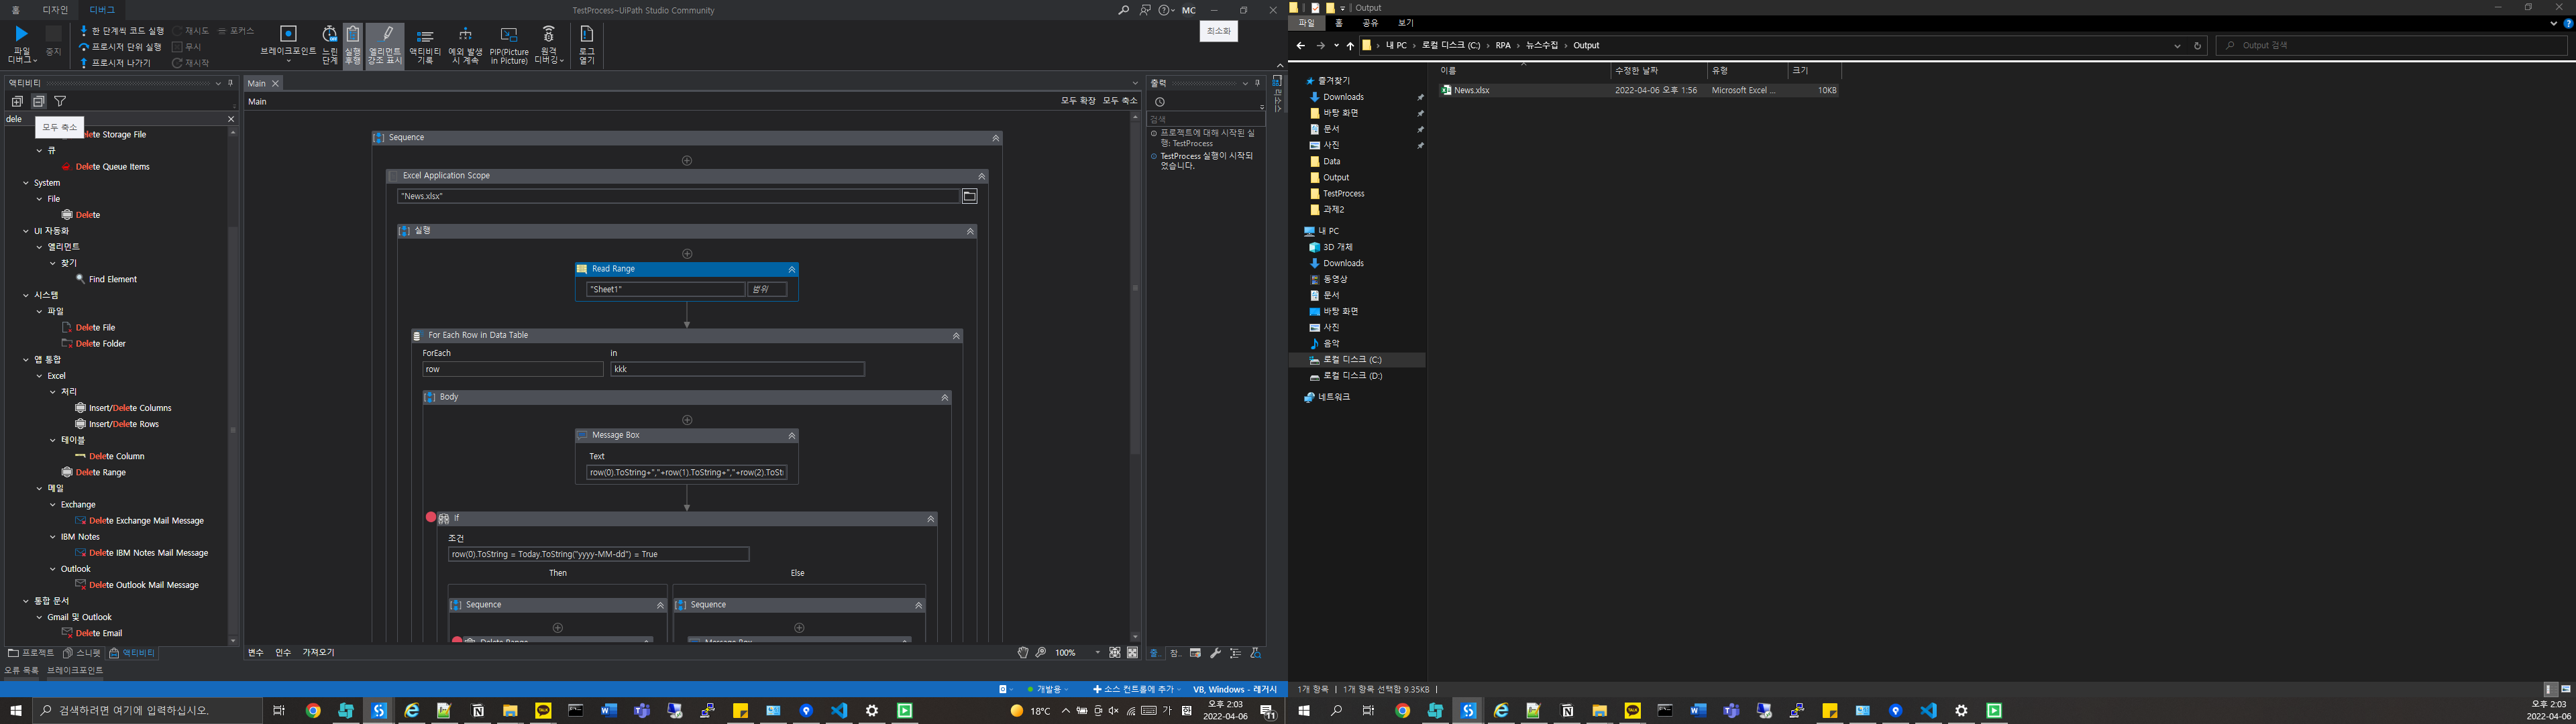 홈 디자인 디버그
TestProcess~UiPath Studio Community
MC
최소화
파일
디버그
중지
한 단계씩 코드 실행
프로시저 단위 실행
프로시저 나가기
재시도
무시
재시작
포커스
브레이크포인트
느린
단계
실행
후행
엘리먼트
강조 표시
액티비티
기록
예외 발생
시 계속
PIP(Picture
in Picture)
원격
디버깅
로그
열기
액티비티
dele
모두 축소
Delete Storage File
큐
Delete Queue Items
System
File
Delete
UI 자동화
엘리먼트
찾기
Find Element
시스템
파일
Delete File
Delete Folder
앱 통합
Excel
처리
Insert/Delete Columns
Insert/Delete Rows
테이블
Delete Column
Delete Range
메일
Exchange
Delete Exchange Mail Message
IBM Notes
Delete IBM Notes Mail Message
Outlook
Delete Outlook Mail Message
통합 문서
Gmail 및 Outlook
Delete Email
프로젝트 스니펫 액티비티
오류 목록 브레이크포인트
Main
Main
모두 확장 모두 축소
Sequence
Excel Application Scope
"News.xlsx"
실행
Read Range
"Sheet1" 범위
For Each Row in Data Table
ForEach in
row kkk
Body
Message Box
Text
row(0).ToString+","+row(1).ToString+","+row(2).ToSt
If
조건
row(0).ToString = Today.ToString("yyyy-MM-dd") = True
Then Else
Sequence Sequence
Delete Range Message Box
변수 인수 가져오기
100%
출력
검색
프로젝트에 대해 시작된 실
행: TestProcess
TestProcess 실행이 시작되
었습니다.
리소스
개발용
소스 컨트롤에 추가
VB, Windows - 레거시
검색하려면 여기에 입력하십시오.
18°C
가
한
오후 2:03
2022-04-06
11
Output
파일 홈 공유 보기
내 PC 로컬 디스크 (C:) RPA 뉴스수집 Output
Output 검색
이름 수정한 날짜 유형 크기
News.xlsx 2022-04-06 오후 1:56 Microsoft Excel ... 10KB
즐겨찾기
Downloads
바탕 화면
문서
사진
Data
Output
TestProcess
과제2
내 PC
3D 개체
Downloads
동영상
문서
바탕 화면
사진
음악
로컬 디스크 (C:)
로컬 디스크 (D:)
네트워크
1개 항목 1개 항목 선택함 9.35KB
오후 2:03
2022-04-06